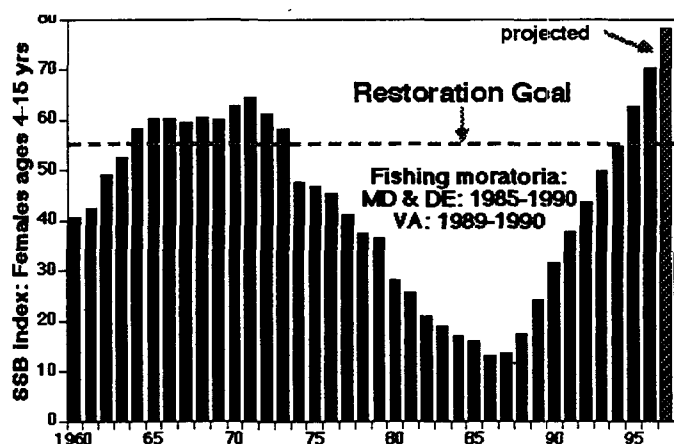 SSB Index: Females ages 4-15 yrs
80
70
60
50
40
30
20
10
0
projected
Restoration Goal
Fishing moratoria:
MD & DE: 1985-1990
VA: 1989-1990
1960 65 70 75 80 85 90 95